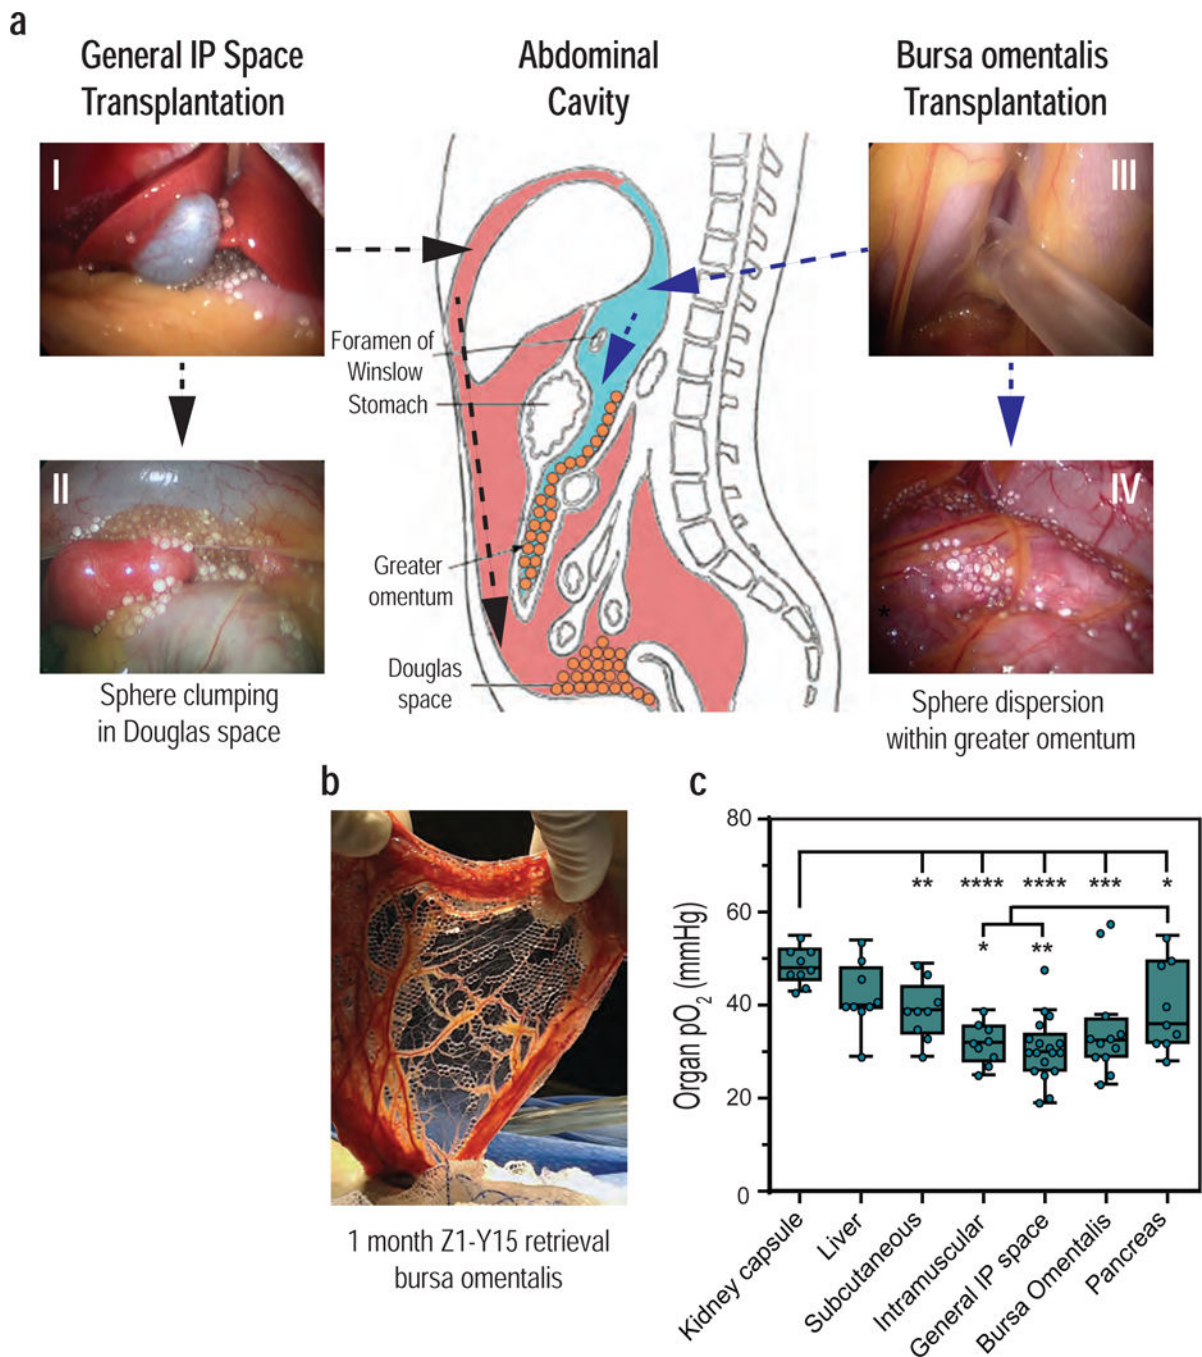 a
General IP Space
Transplantation
Abdominal
Cavity
Bursa omentalis
Transplantation
I
III
Foramen of
Winslow
Stomach
II
IV
*
Greater
omentum
Douglas
space
Sphere clumping
in Douglas space
Sphere dispersion
within greater omentum
b
1 month Z1-Y15 retrieval
bursa omentalis
c
Organ pO2 (mmHg)
80
60
40
20
0
** **** **** *** *
* **
Kidney capsule
Liver
Subcutaneous
Intramuscular
General IP space
Bursa Omentalis
Pancreas